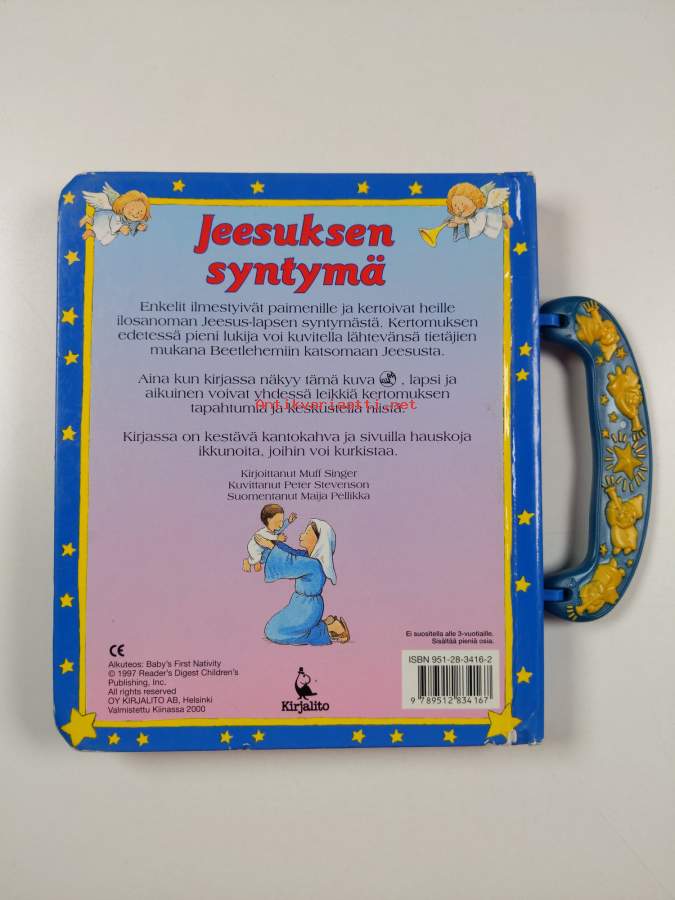 Jeesuksen
syntymä
Enkelit ilmestyivät paimenille ja kertoivat heille
ilosanoman Jeesus-lapsen syntymästä. Kertomuksen
edetessä pieni lukija voi kuvitella lähtevänsä tietäjien
mukana Beetlehemiin katsomaan Jeesusta.
Aina kun kirjassa näkyy tämä kuva , lapsi ja
aikuinen voivat yhdessä leikkiä kertomuksen
Antikvariaatti.net
tapahtumia ja keskustella niistä.
Kirjassa on kestävä kantokahva ja sivuilla hauskoja
ikkunoita, joihin voi kurkistaa.
Kirjoittanut Muff Singer
Kuvittanut Peter Stevenson
Suomentanut Maija Pellikka
CE
Alkuteos: Baby's First Nativity
© 1997 Reader's Digest Children's
Publishing, Inc.
All rights reserved
OY KIRJALITO AB, Helsinki
Valmistettu Kiinassa 2000
Kirjalito
Ei suositella alle 3-vuotiaille.
Sisältää pieniä osia.
ISBN 951-28-3416-2
9 789512 834167